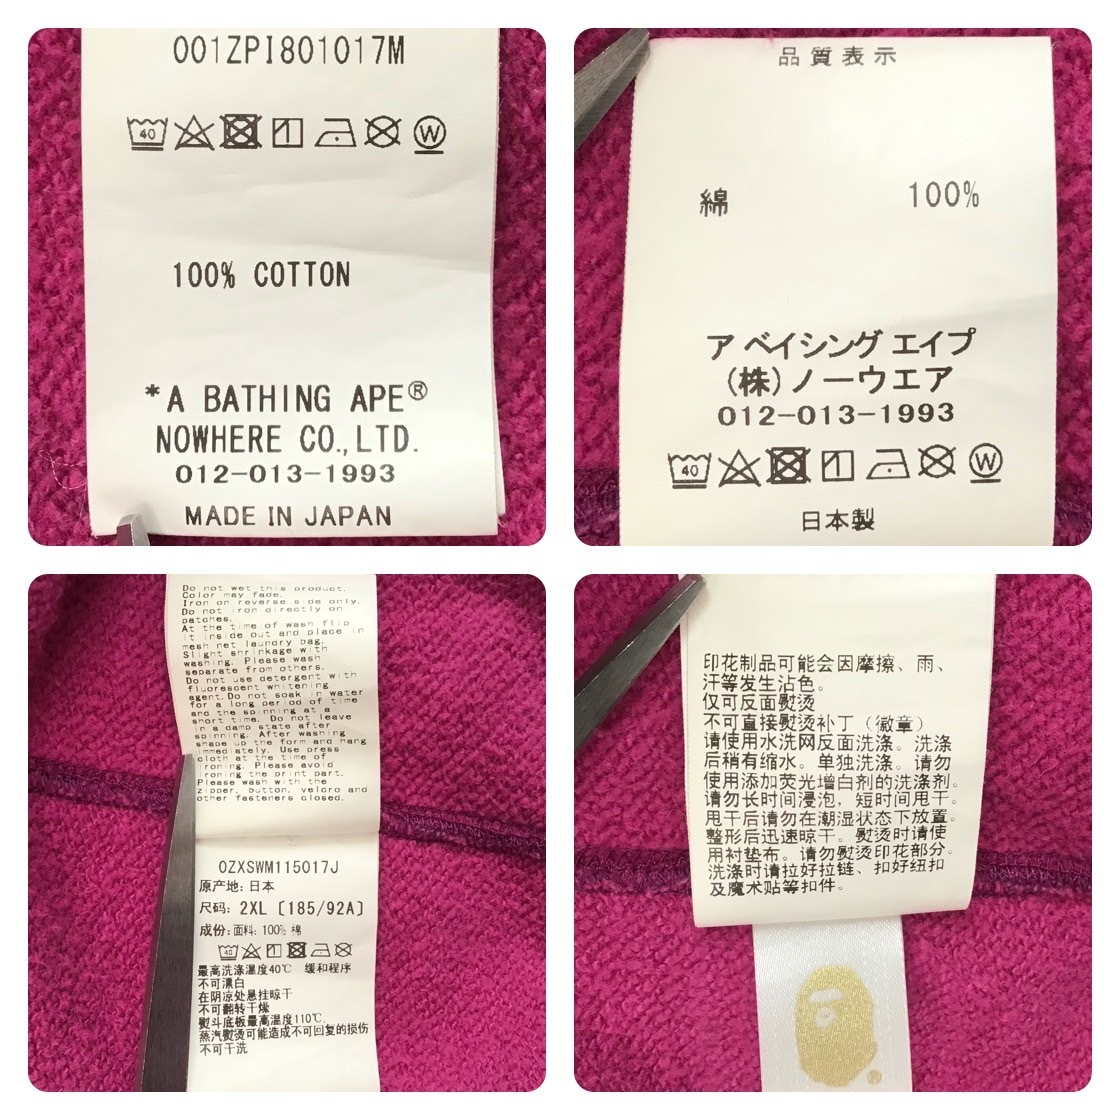 001ZPI801017M
40
W
100% COTTON
*A BATHING APE®
NOWHERE CO.,LTD.
012-013-1993
MADE IN JAPAN
品質表示
綿 100%
ア ベイシング エイプ
(株)ノーウエア
012-013-1993
40
W
日本製
Do not wet this product.
Color may fade.
Iron on reverse side only.
Do not iron directly on
patches.
At the time of wash flip
it inside out and place in
mesh net laundry bag.
Slight shrinkage with
washing. Please wash
separate from others.
Do not use detergent with
fluorescent whitening
agent.Do not soak in water
for a long period of time
and the spinning at a
short time. Do not leave
in a damp state after
spinning. After washing
shape up the form and hang
immediately. Use press
cloth at the time of
ironing. Please avoid
ironing the print part.
Please wash with the
zipper, button, velcro and
other fasteners closed.
0ZXSWM115017J
原产地: 日本
尺码: 2XL [185/92A]
成份: 面料: 100% 棉
40
最高洗涤温度40℃ 缓和程序
不可漂白
在阴凉处悬挂晾干
不可翻转干燥
熨斗底板最高温度110℃.
蒸汽熨烫可能造成不可回复的损伤
不可干洗
印花制品可能会因摩擦、雨、
汗等发生沾色。
仅可反面熨烫
不可直接熨烫补丁（徽章）
请使用水洗网反面洗涤。洗涤
后稍有缩水。单独洗涤。请勿
使用添加荧光增白剂的洗涤剂.
请勿长时间浸泡，短时间甩干。
甩干后请勿在潮湿状态下放置。
整形后迅速晾干。熨烫时请使
用衬垫布。请勿熨烫印花部分。
洗涤时请拉好拉链、扣好纽扣
及魔术贴等扣件。
®